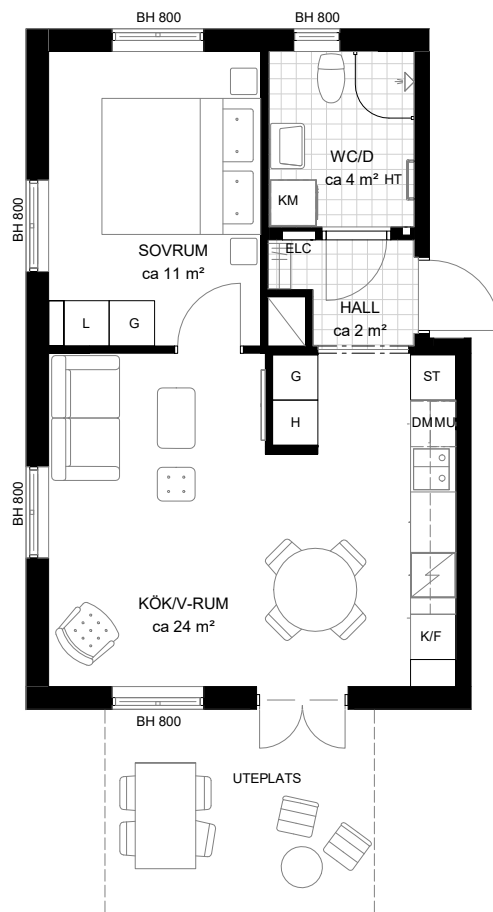 BH 800
BH 800
WC/D
ca 4 m² HT
KM
BH 800
SOVRUM
ca 11 m²
ELC
HALL
ca 2 m²
L
G
G
ST
H
DM MU
BH 800
KÖK/V-RUM
ca 24 m²
K/F
BH 800
UTEPLATS